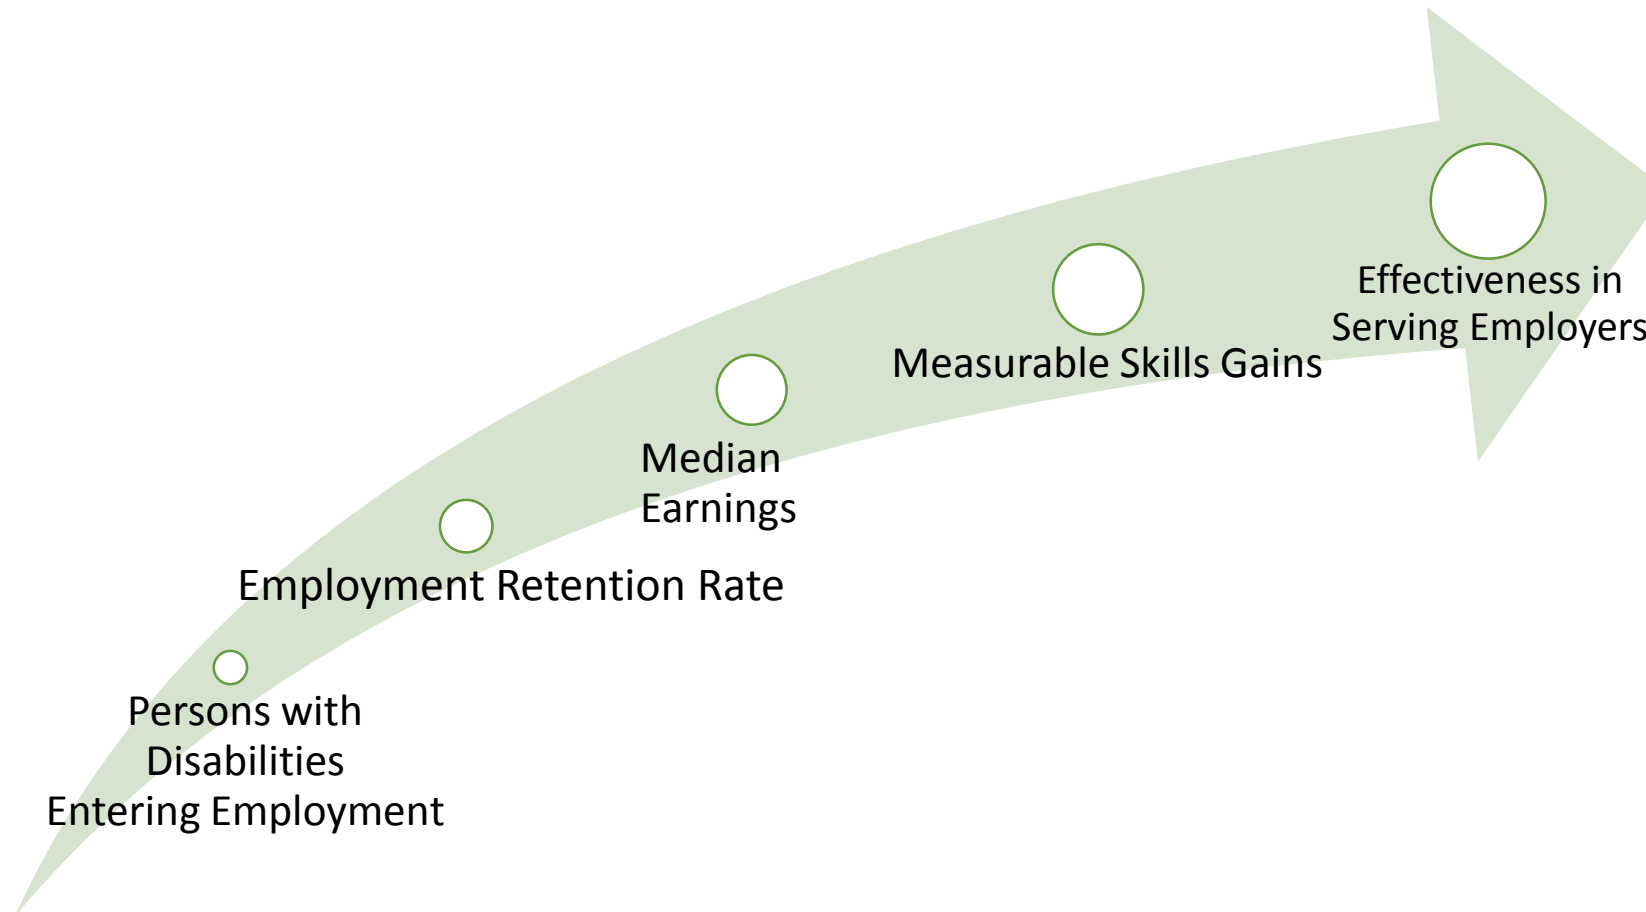 Effectiveness in
Serving Employers
Measurable Skills Gains
Median
Earnings
Employment Retention Rate
Persons with
Disabilities
Entering Employment